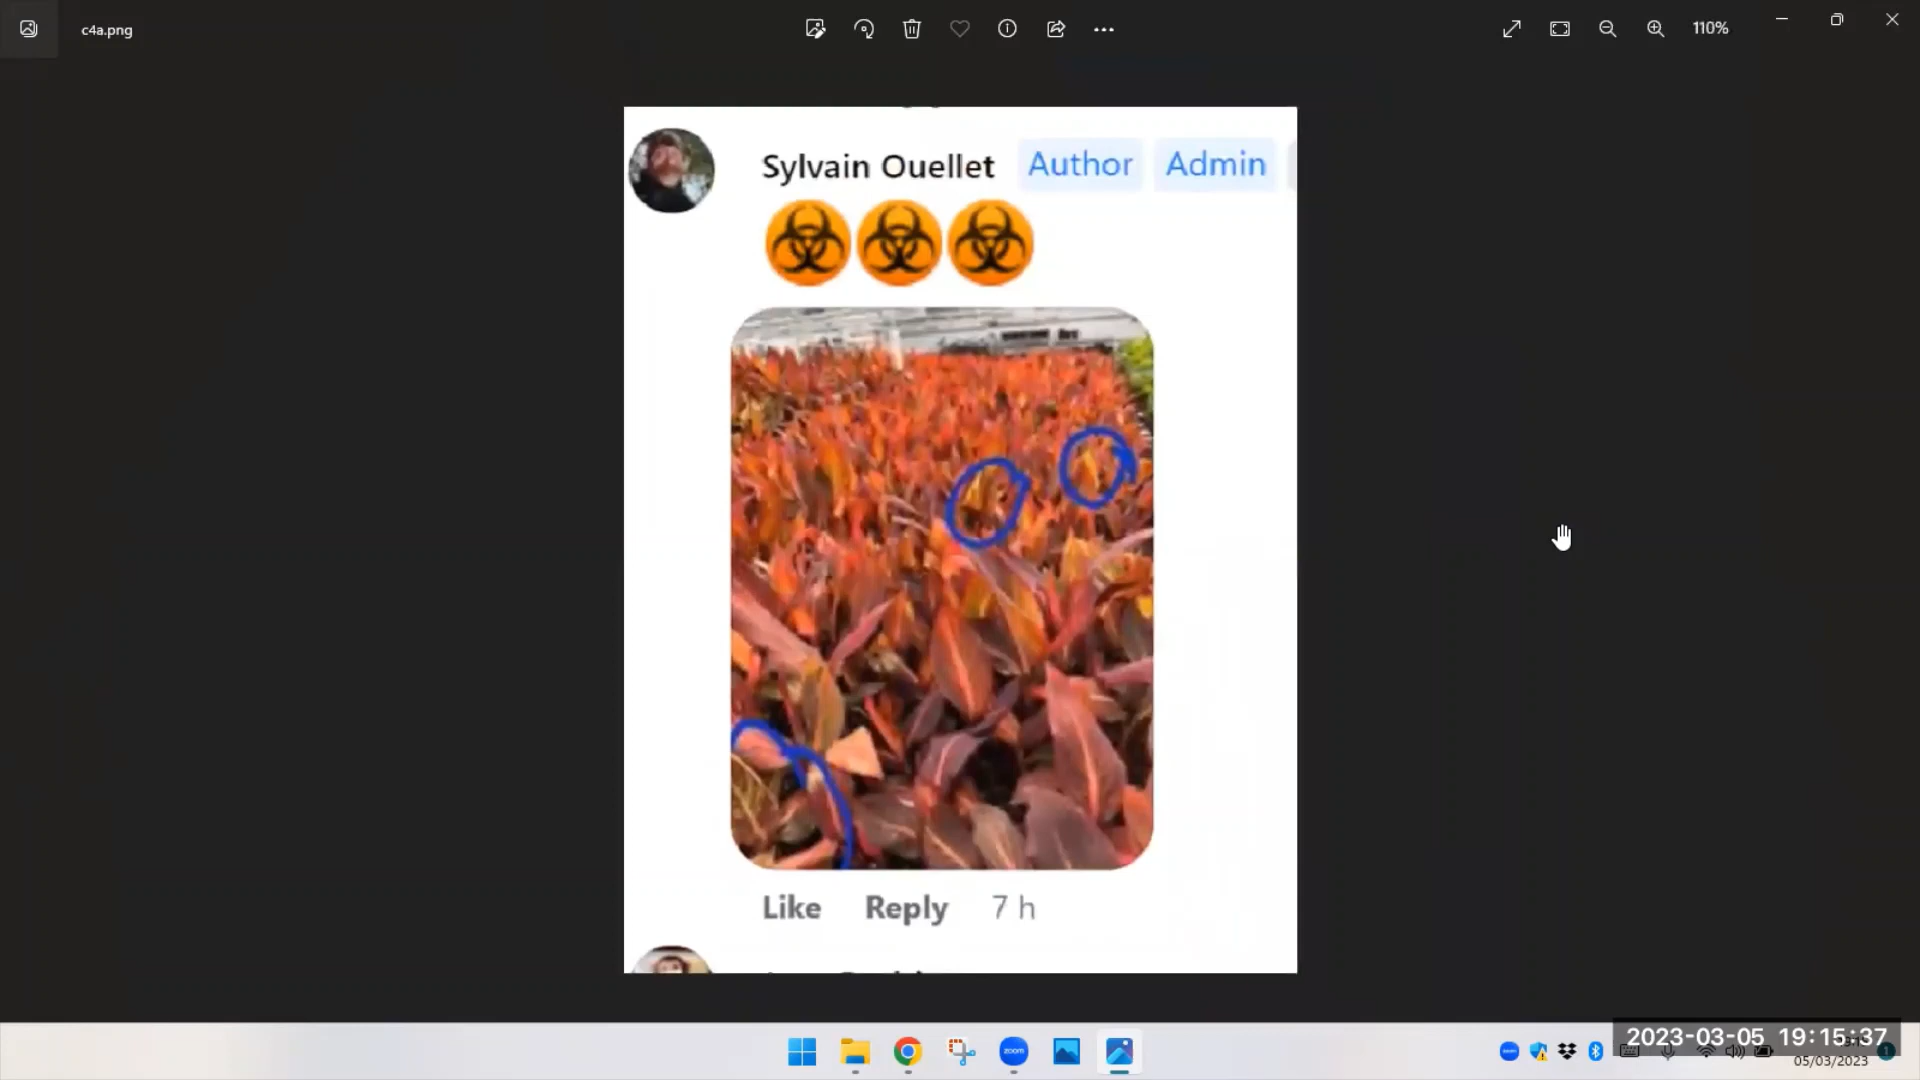 c4a.png
110%
Sylvain Ouellet Author Admin
Like Reply 7 h
zoom
2023-03-05 19:15:37
05/03/2023